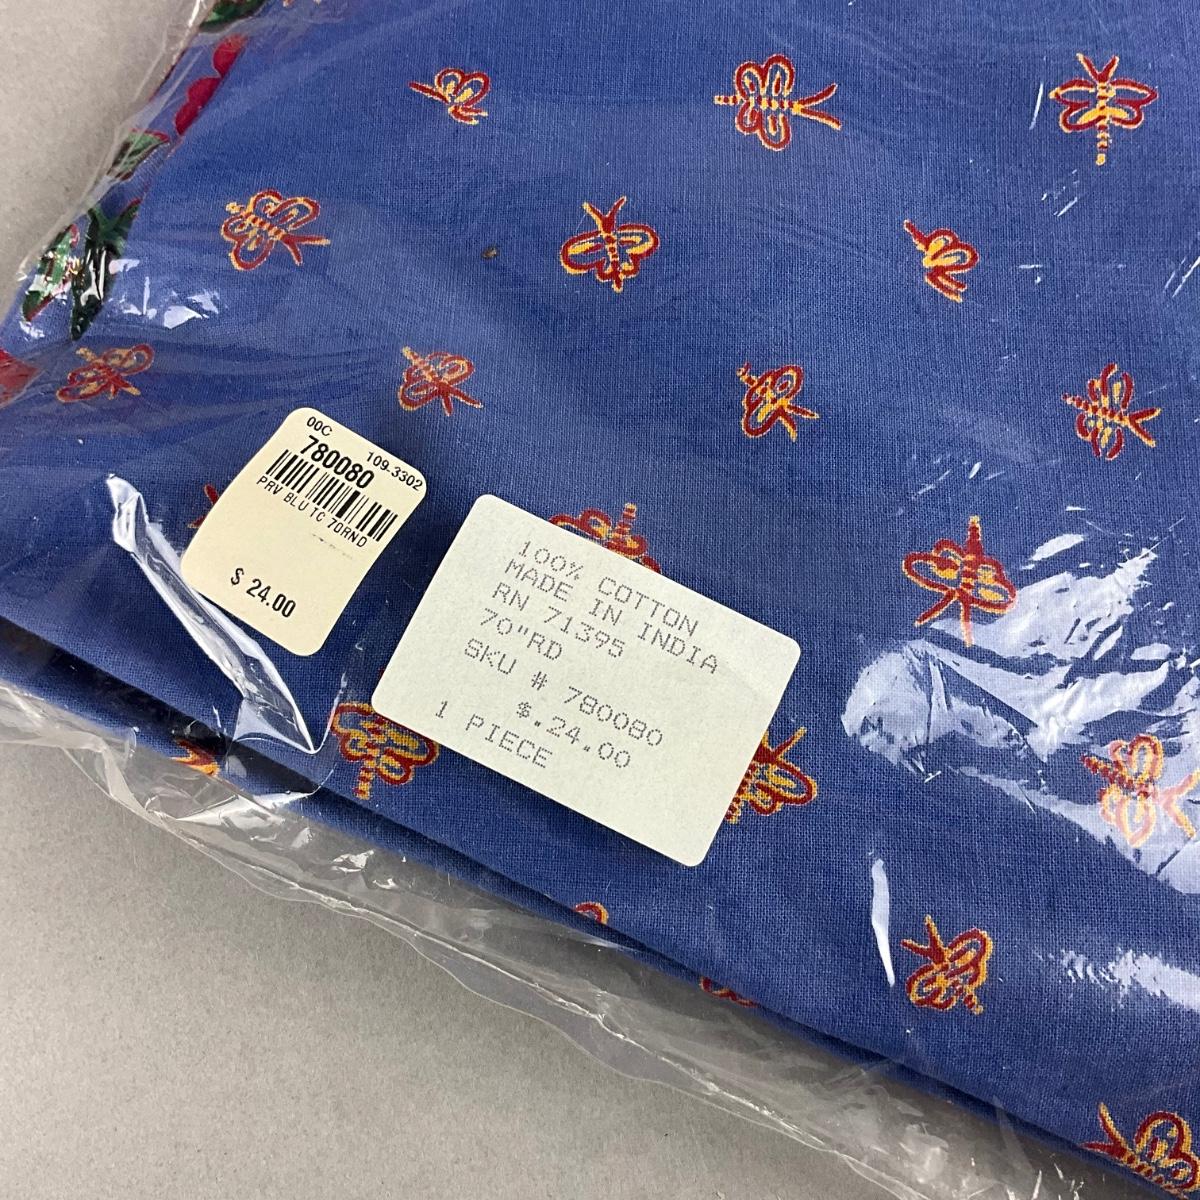 00C
109-3302
780080
PRV BLU TC 70RND
$ 24.00
100% COTTON
MADE IN INDIA
RN 71395
70"RD
SKU # 780080
$.24.00
1 PIECE